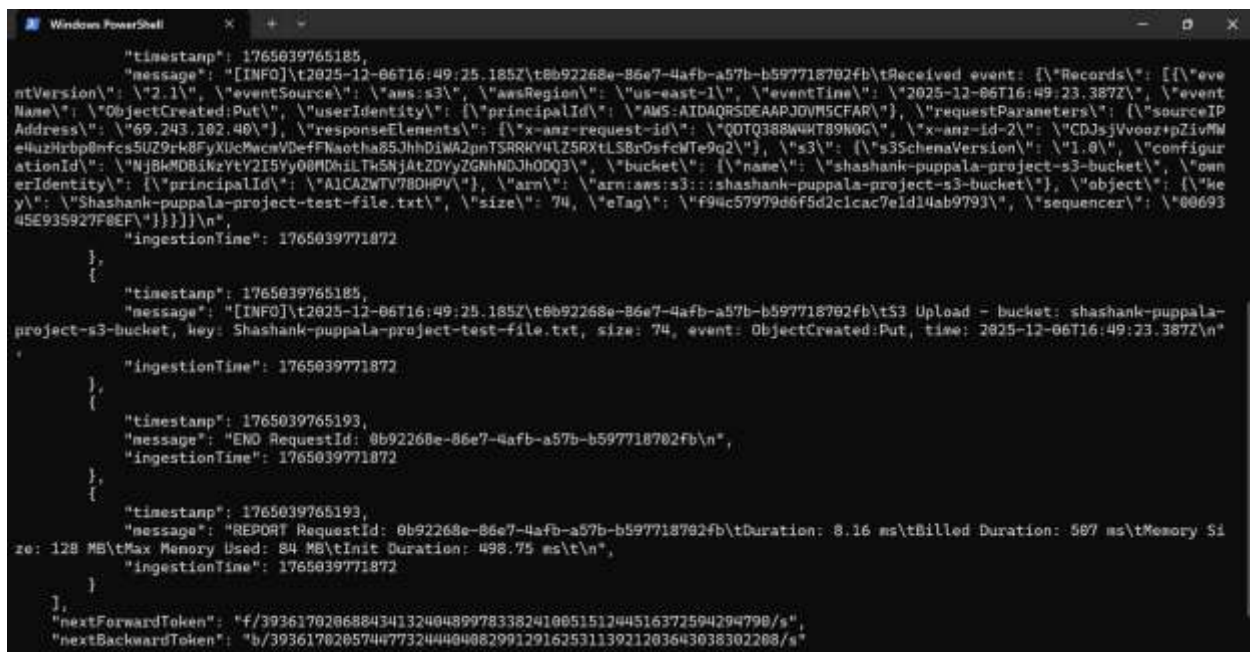 Windows PowerShell
"timestamp": 1765039765185,
"message": "[INFO]\t2025-12-06T16:49:25.185Z\t0b92268e-86e7-4afb-a57b-b597718702fb\tReceived event: {\"Records\": [{\"eve
ntVersion\": \"2.1\", \"eventSource\": \"aws:s3\", \"awsRegion\": \"us-east-1\", \"eventTime\": \"2025-12-06T16:49:23.387Z\", \"event
Name\": \"ObjectCreated:Put\", \"userIdentity\": {\"principalId\": \"AWS:AIDAQRSDEAAPJOVMSCFAR\"}, \"requestParameters\": {\"sourceIP
Address\": \"69.243.102.40\"}, \"responseElements\": {\"x-amz-request-id\": \"QOTQ388W4KT89N0G\", \"x-amz-id-2\":
\"}, \"s3\": {\"s3SchemaVersion\": \"1.0\", \"configur
ationId\": \"bucket\": {\"name\": \"shashank-puppala-project-s3-bucket\", \"own
erIdentity\": {\"principalId\": \"A1CAZWTV78DHPV\"}, \"arn\": \"arn:aws:s3:::shashank-puppala-project-s3-bucket\"}, \"object\": {\"ke
y\": \"Shashank-puppala-project-test-file.txt\", \"size\": 74, \"eTag\": \"f94c57979d6f5d2c1cac7e1d14ab9793\", \"sequencer\": \"00693
45E935927F0EF\"}}}]}\n",
"ingestionTime": 1765039771872
},
{
"timestamp": 1765039765185,
"message": "[INFO]\t2025-12-06T16:49:25.185Z\t0b92268e-86e7-4afb-a57b-b597718702fb\tS3 Upload - bucket: shashank-puppala-
project-s3-bucket, key: Shashank-puppala-project-test-file.txt, size: 74, event: ObjectCreated:Put, time: 2025-12-06T16:49:23.387Z\n"
,
"ingestionTime": 1765039771872
},
{
"timestamp": 1765039765193,
"message": "END RequestId: 0b92268e-86e7-4afb-a57b-b597718702fb\n",
"ingestionTime": 1765039771872
},
{
"timestamp": 1765039765193,
"message": "REPORT RequestId: 0b92268e-86e7-4afb-a57b-b597718702fb\tDuration: 8.16 ms\tBilled Duration: 507 ms\tMemory Si
ze: 128 MB\tMax Memory Used: 84 MB\tInit Duration: 498.75 ms\t\n",
"ingestionTime": 1765039771872
}
],
"nextForwardToken": "f/39361702068843413240489978338241005151244516372594294790/s",
"nextBackwardToken": "b/39361702057447732444040829912916253113921203643038302208/s"